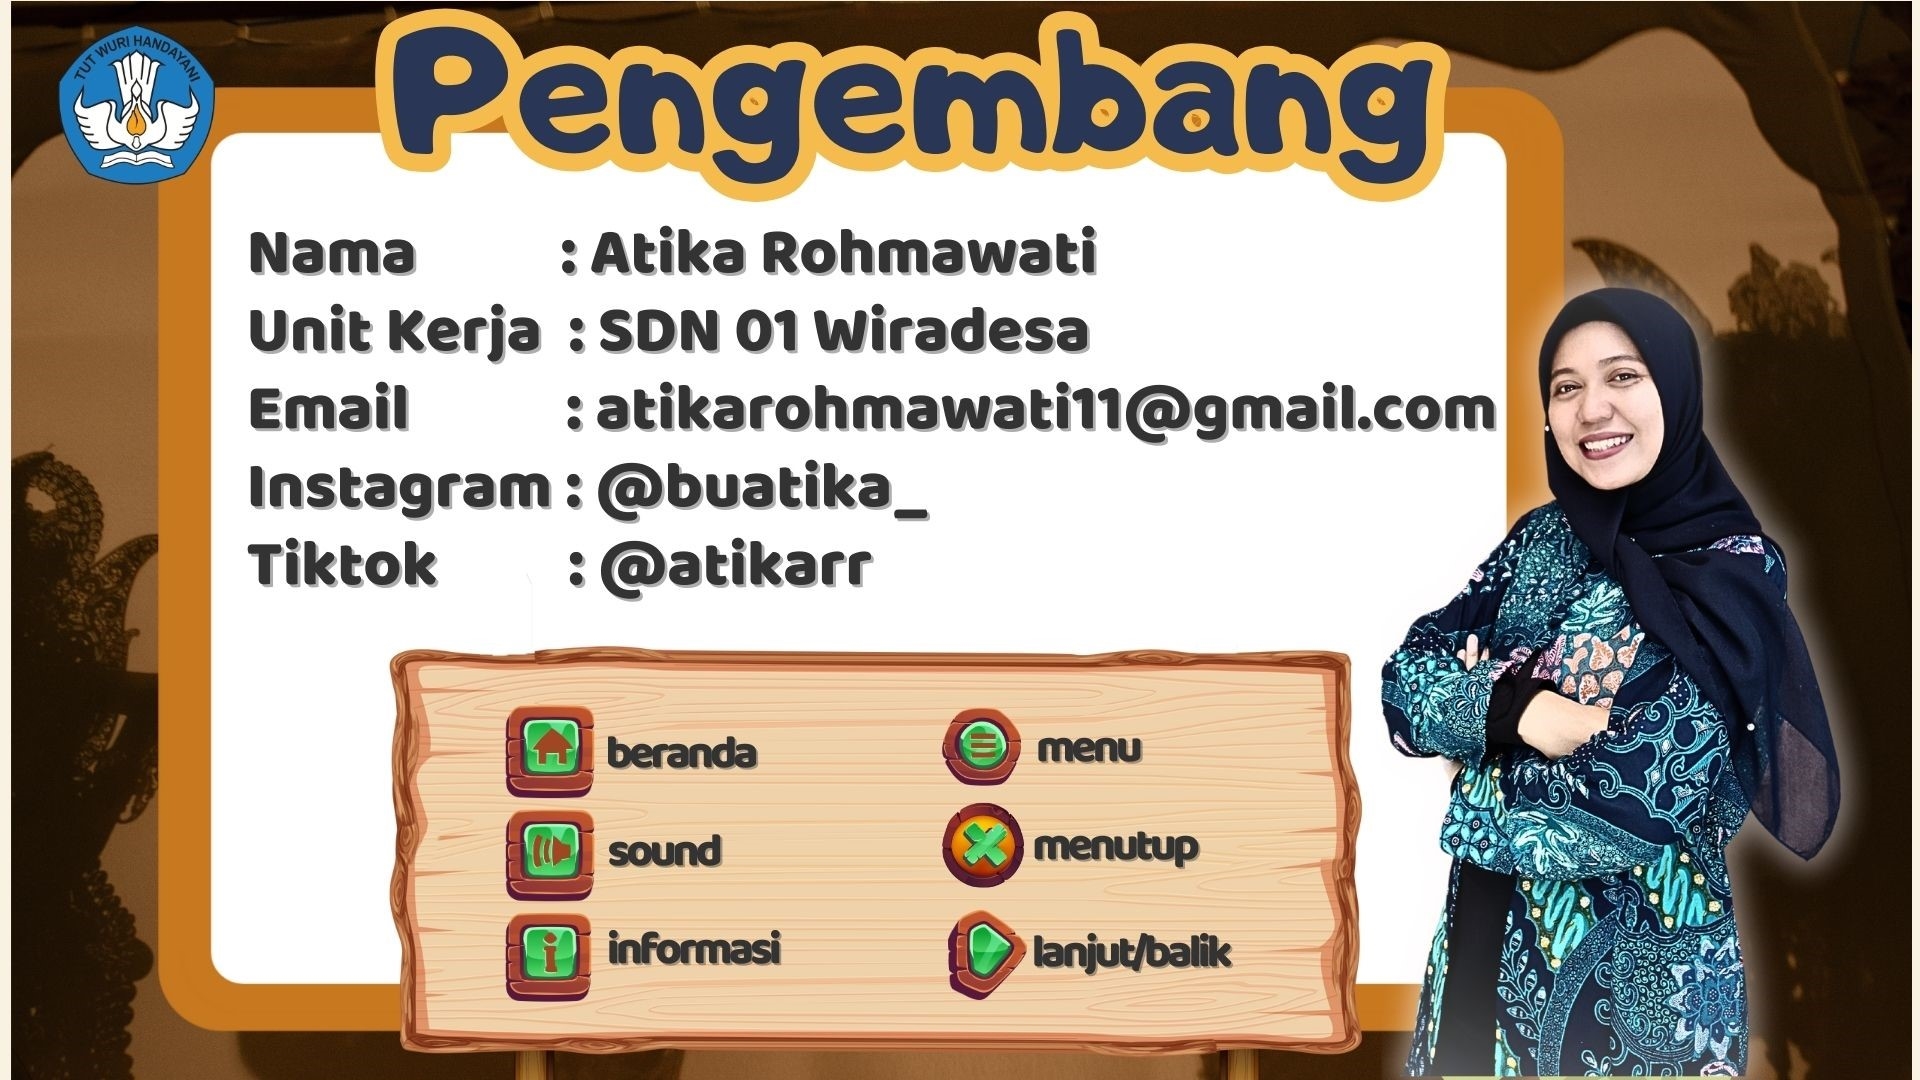 TUT WURI HANDAYANI
Pengembang
Nama : Atika Rohmawati
Unit Kerja : SDN 01 Wiradesa
Email : atikarohmawati11@gmail.com
Instagram : @buatika_
Tiktok : @atikarr
beranda
menu
sound
menutup
informasi
lanjut/balik